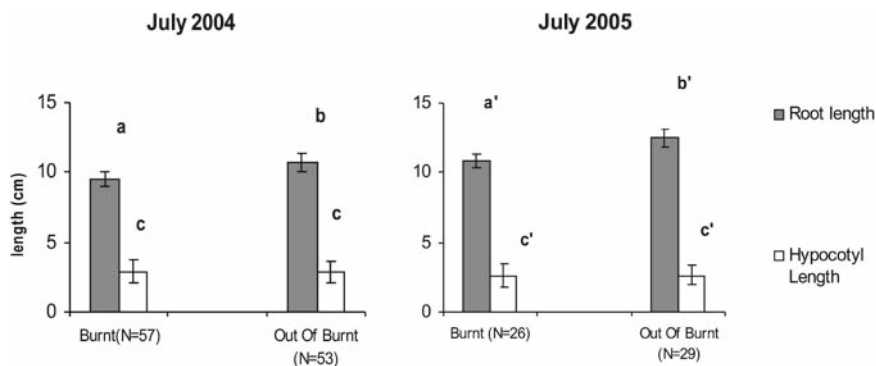 July 2004
July 2005
length (cm)
15
10
5
0
a
c
b
c
Burnt(N=57)
Out Of Burnt
(N=53)
15
10
5
0
a'
c'
b'
c'
Burnt (N=26)
Out Of Burnt
(N=29)
Root length
Hypocotyl
Length